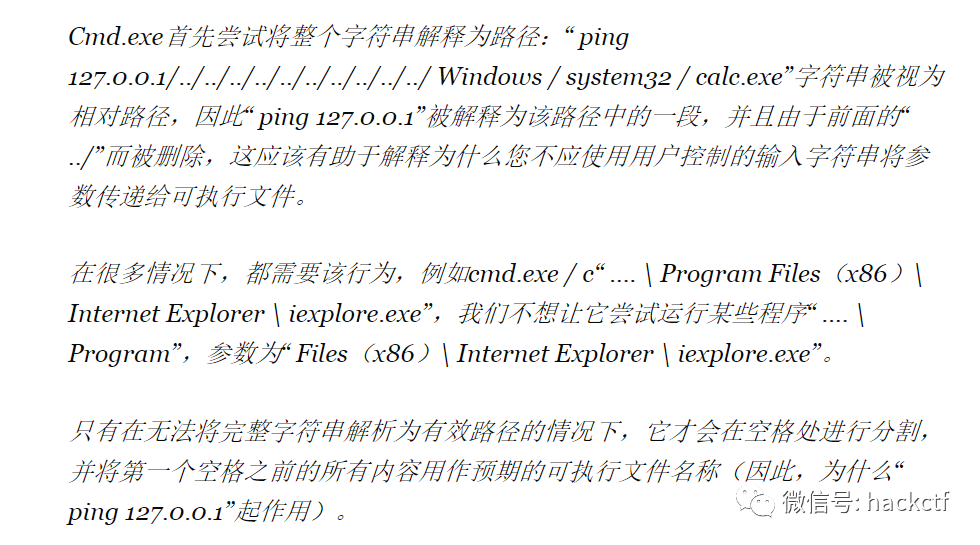 Cmd.exe首先尝试将整个字符串解释为路径：“ ping
127.0.0.1/../../../../../../../../../../ Windows / system32 / calc.exe”字符串被视为
相对路径，因此“ ping 127.0.0.1”被解释为该路径中的一段，并且由于前面的“
../”而被删除，这应该有助于解释为什么您不应使用用户控制的输入字符串将参
数传递给可执行文件。
在很多情况下，都需要该行为，例如cmd.exe / c“ .... \ Program Files（x86）\
Internet Explorer \ iexplore.exe”，我们不想让它尝试运行某些程序“ .... \
Program”，参数为“ Files（x86）\ Internet Explorer \ iexplore.exe”。
只有在无法将完整字符串解析为有效路径的情况下，它才会在空格处进行分割，
并将第一个空格之前的所有内容用作预期的可执行文件名称（因此，为什么“
ping 127.0.0.1”起作用）。
微信号: hackctf